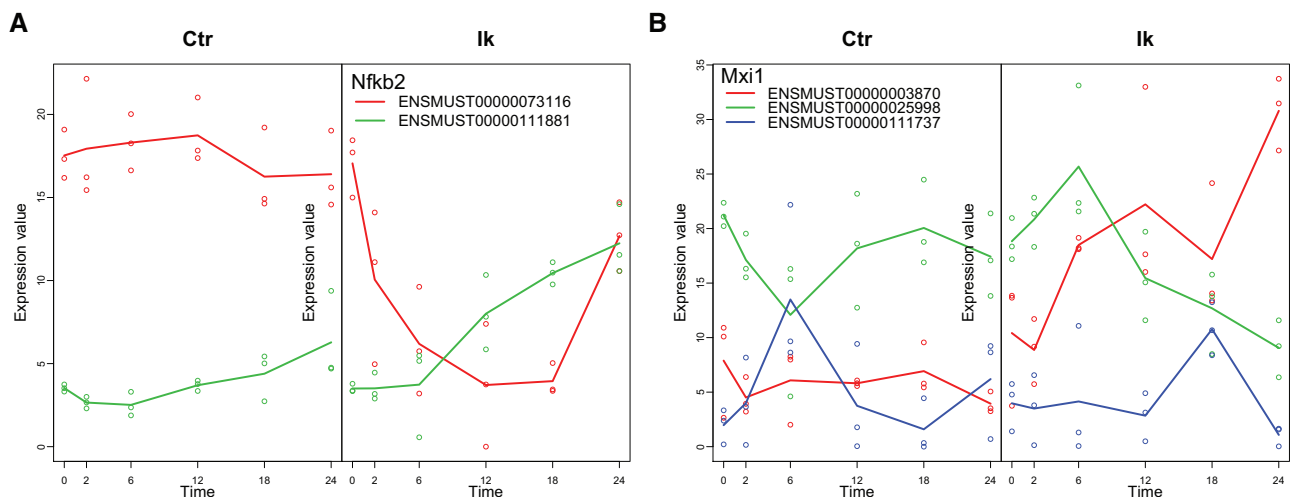 A
Ctr
Ik
Expression value
20
15
10
5
0
0 2 6 12 18 24
Time
Expression value
Nfkb2
ENSMUST00000073116
ENSMUST00000111881
0 2 6 12 18 24
Time
B
Ctr
Ik
Expression value
35
30
25
20
15
10
5
0
Mxi1
ENSMUST00000003870
ENSMUST00000025998
ENSMUST00000111737
0 2 6 12 18 24
Time
Expression value
0 2 6 12 18 24
Time